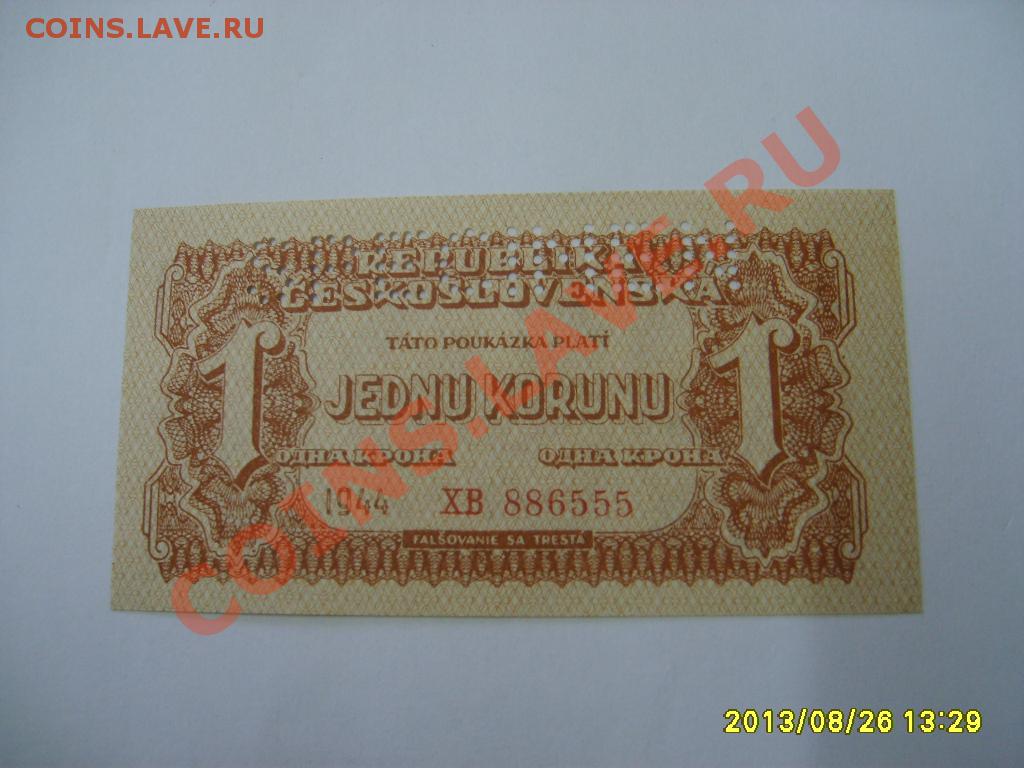 COINS.LAVE.RU
REPUBLIKA
ČESKOSLOVENSKÁ
TÁTO POUKÁZKA PLATÍ
JEDNU KORUNU
ОДНА КРОНА ОДНА КРОНА
1944 XB 886555
FALŠOVANIE SA TRESTÁ
1 1
COINS.LAVE.RU
2013/08/26 13:29